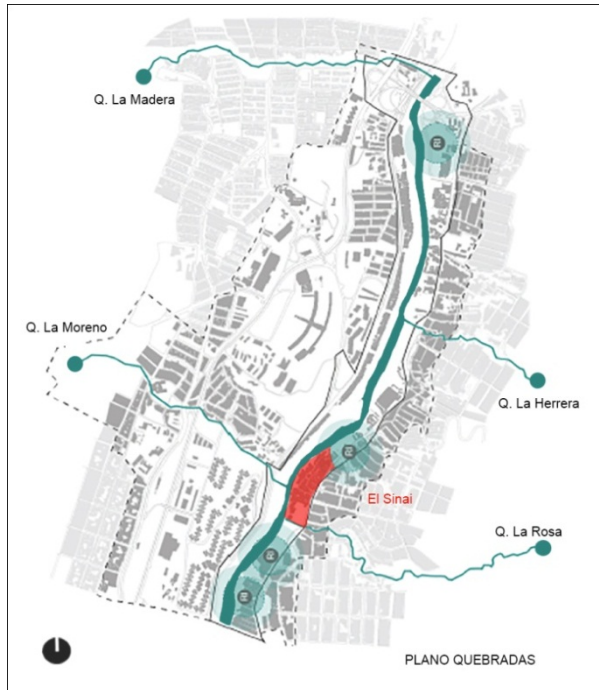 Q. La Madera
Q. La Moreno
Q. La Herrera
El Sinai
Q. La Rosa
PLANO QUEBRADAS